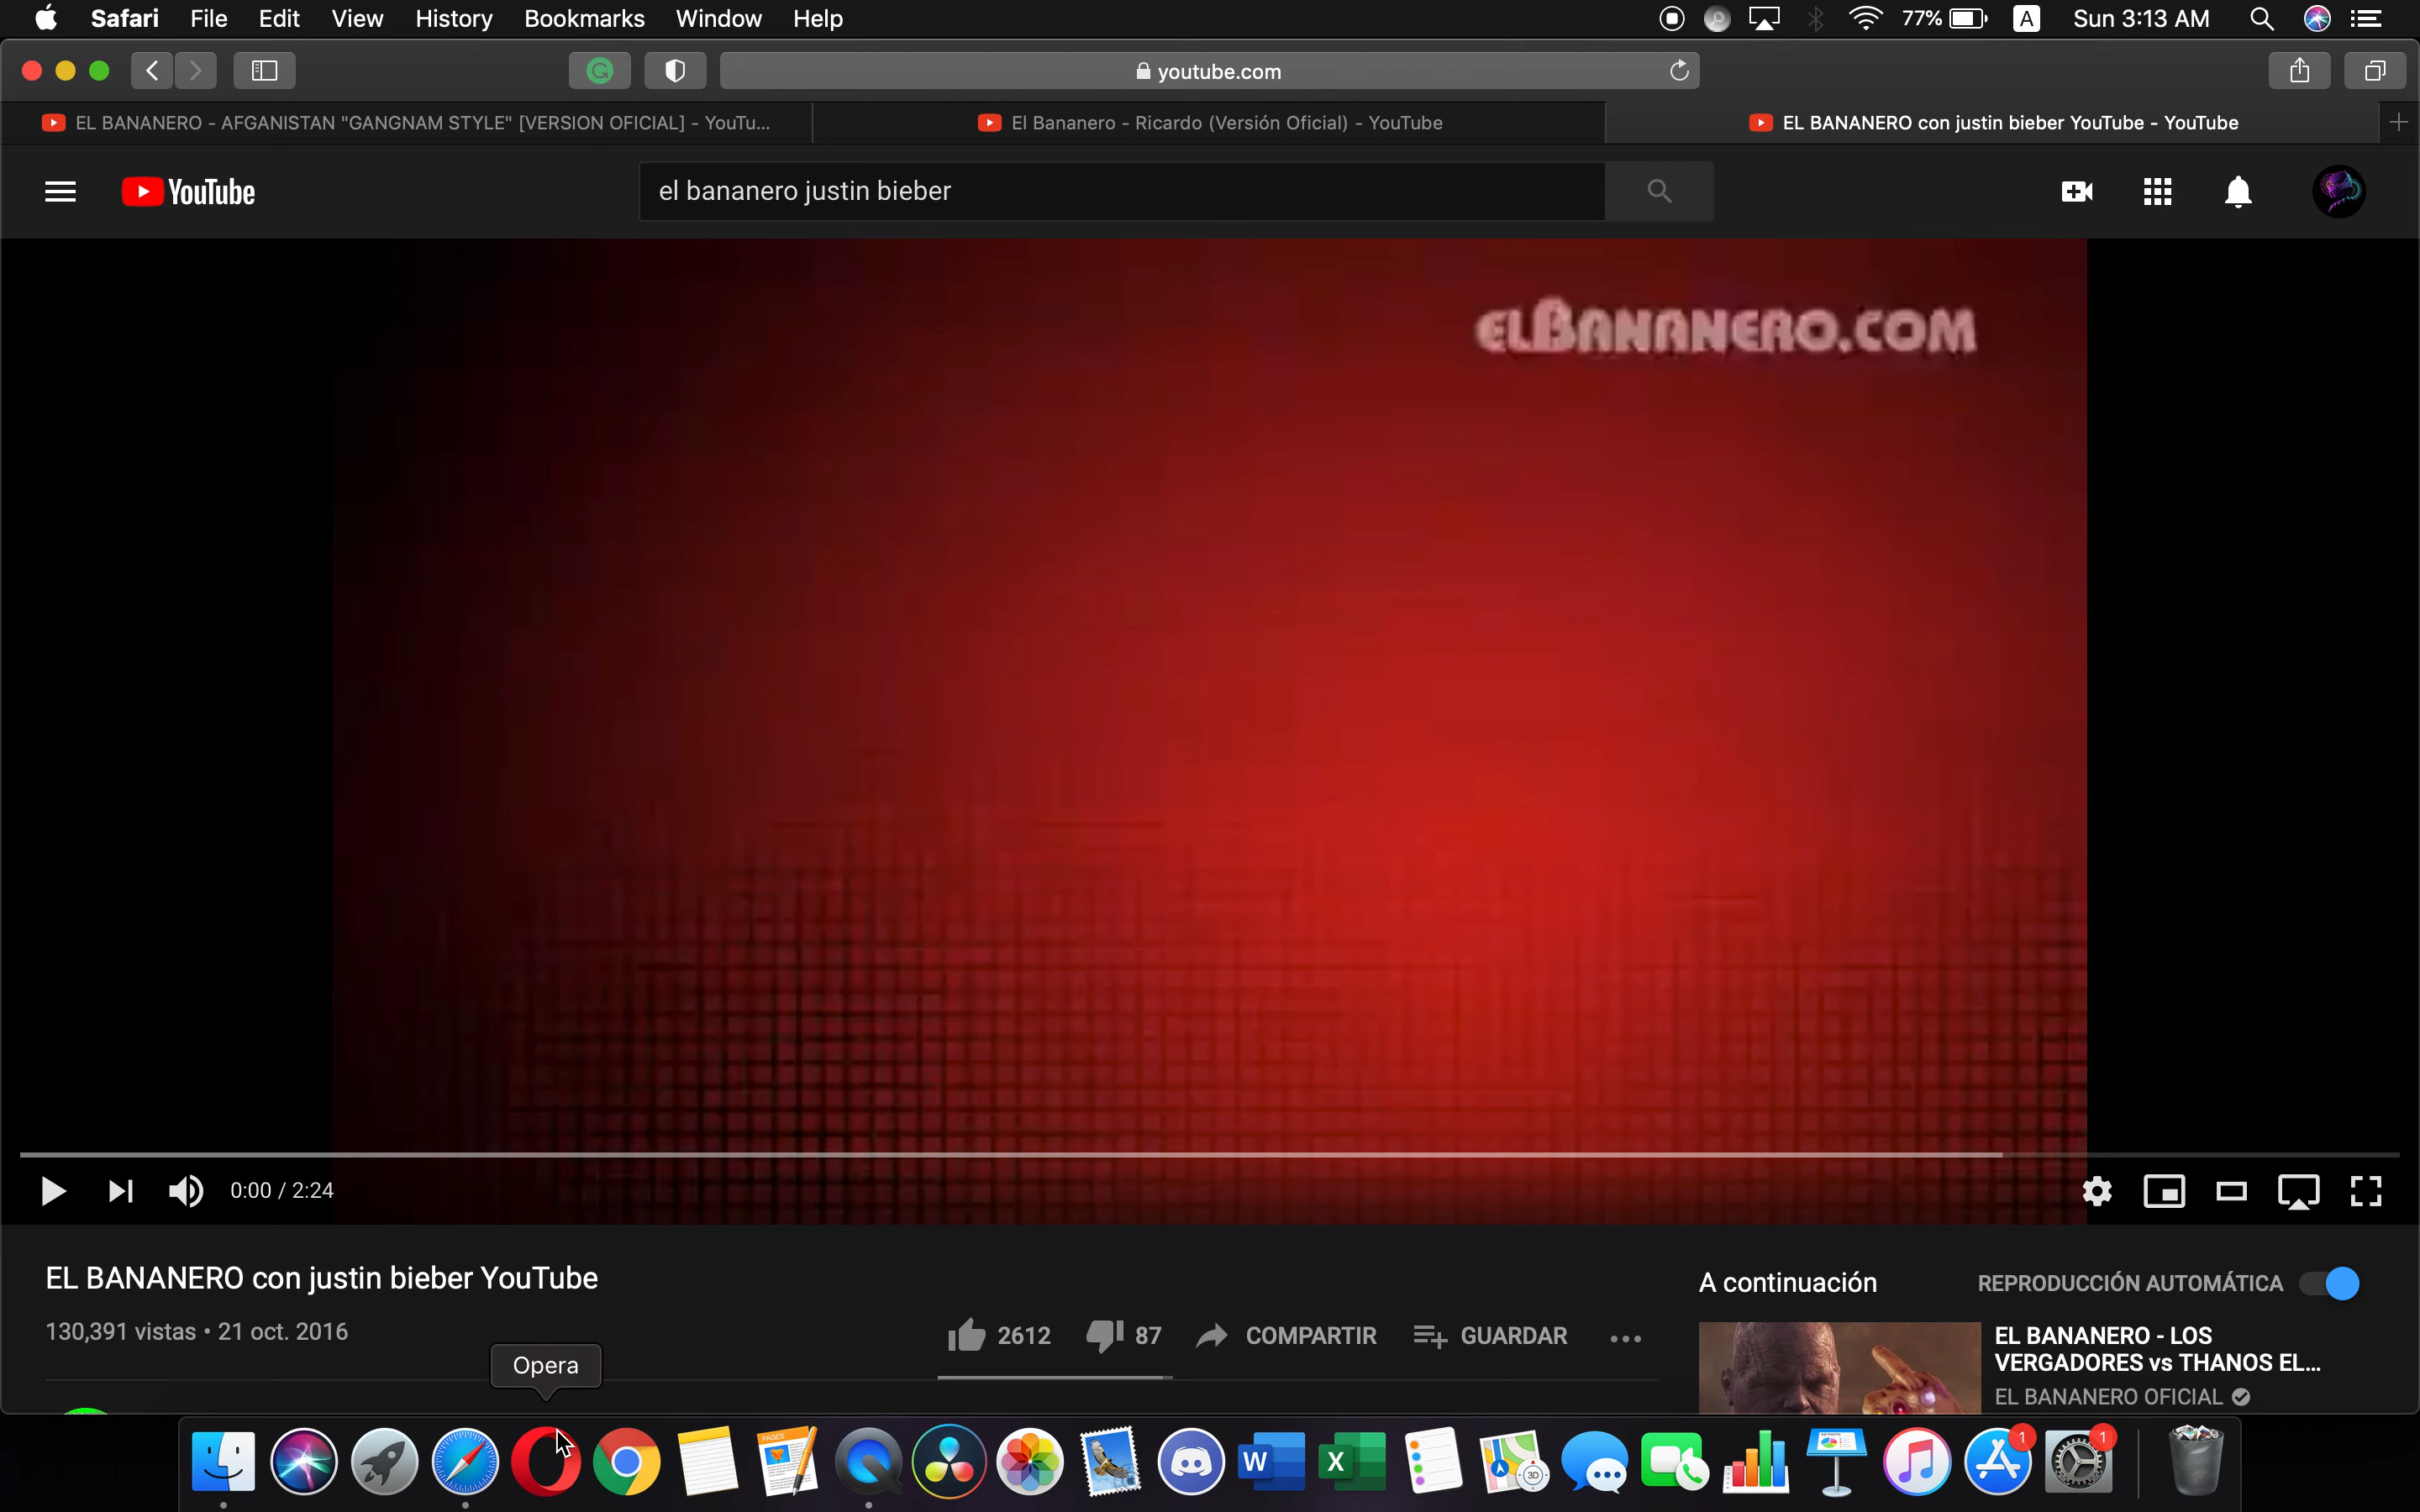 Safari File Edit View History Bookmarks Window Help
77% A Sun 3:13 AM
youtube.com
EL BANANERO - AFGANISTAN "GANGNAM STYLE" [VERSION OFICIAL] - YouTu...
El Bananero - Ricardo (Versión Oficial) - YouTube
EL BANANERO con justin bieber YouTube - YouTube
YouTube
el bananero justin bieber
elBananero.com
0:00 / 2:24
EL BANANERO con justin bieber YouTube
130,391 vistas • 21 oct. 2016
2612
87
COMPARTIR
GUARDAR
A continuación
REPRODUCCIÓN AUTOMÁTICA
EL BANANERO - LOS
VERGADORES vs THANOS EL...
EL BANANERO OFICIAL
Opera
PAGES
W
X
3D
1
1